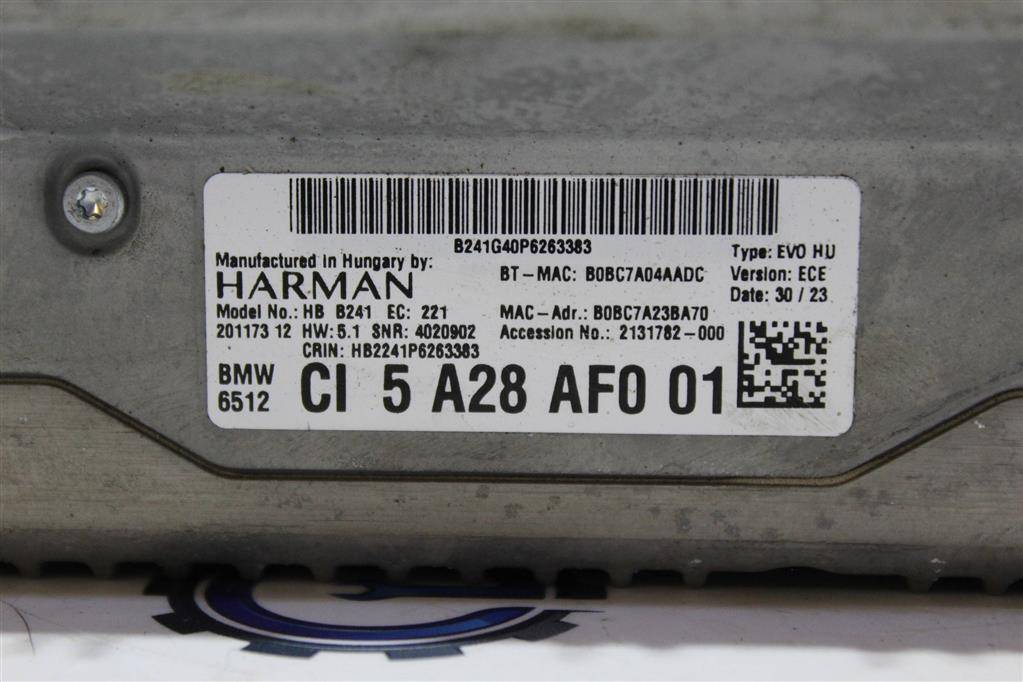 B241G40P6263383
Manufactured in Hungary by:
HARMAN
BT-MAC: B0BC7A04AADC
Type: EVO HU
Version: ECE
Date: 30 / 23
Model No.: HB B241 EC: 221
MAC-Adr.: B0BC7A23BA70
201173 12 HW: 5.1 SNR: 4020902
Accession No.: 2131782-000
CRIN: HB2241P6263383
BMW
6512
CI 5 A28 AF0 01